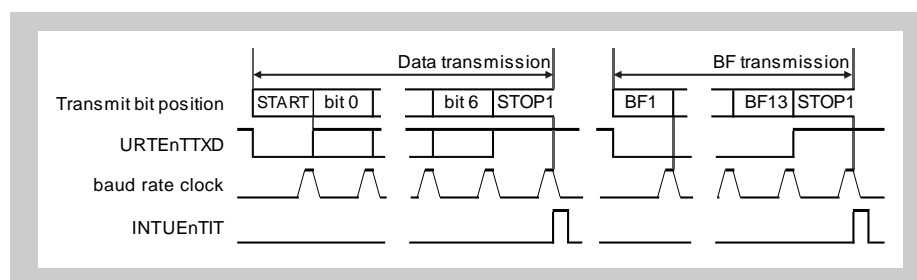 Data transmission BF transmission
Transmit bit position START bit 0 bit 6 STOP1 BF1 BF13 STOP1
URTEnTTXD
baud rate clock
INTUEnTIT